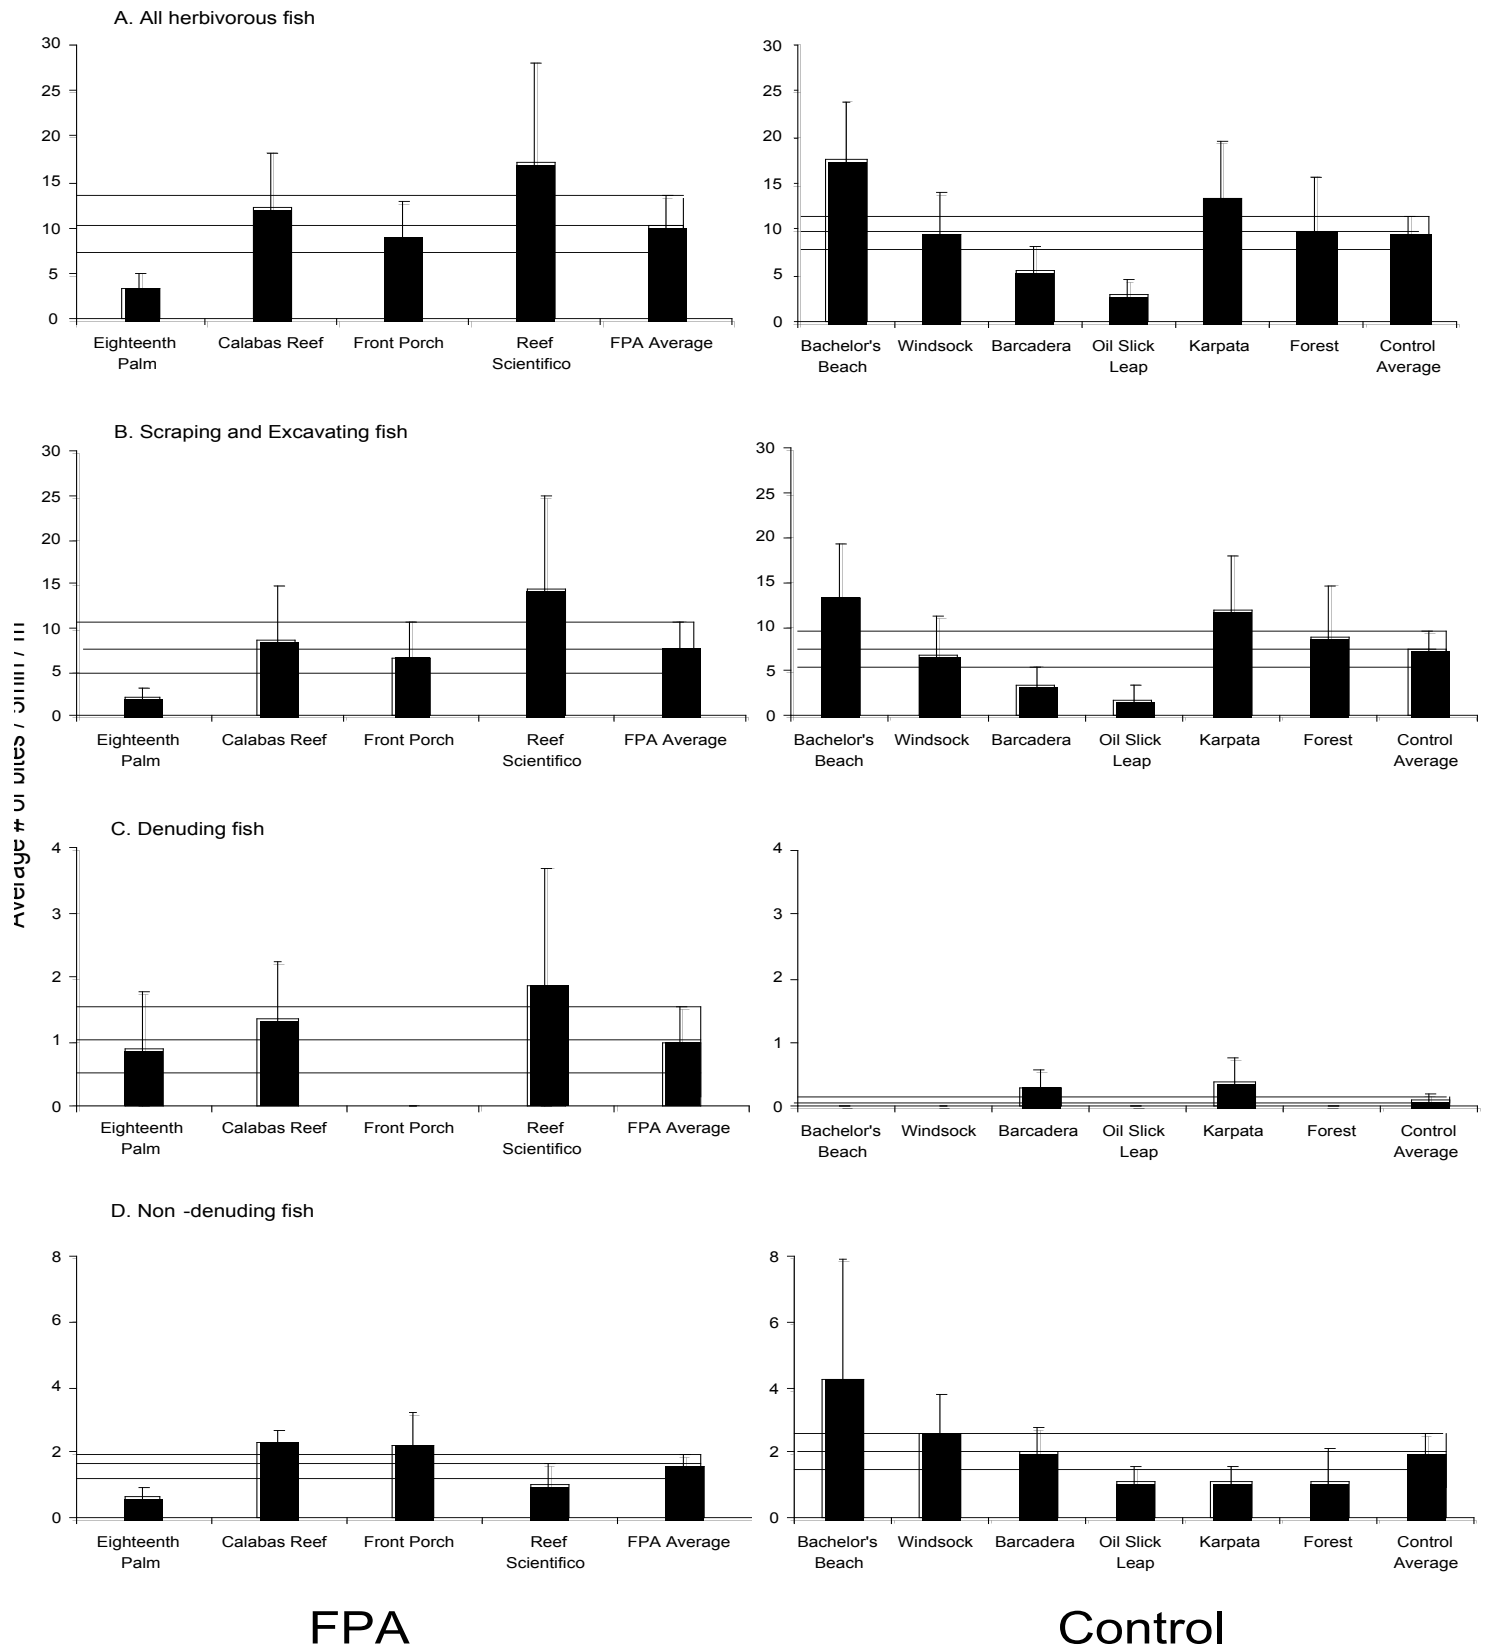 A. All herbivorous fish
30
25
20
15
10
5
0
Eighteenth Palm
Calabas Reef
Front Porch
Reef Scientifico
FPA Average
30
25
20
15
10
5
0
Bachelor's Beach
Windsock
Barcadera
Oil Slick Leap
Karpata
Forest
Control Average
B. Scraping and Excavating fish
30
25
20
15
10
5
0
Eighteenth Palm
Calabas Reef
Front Porch
Reef Scientifico
FPA Average
30
25
20
15
10
5
0
Bachelor's Beach
Windsock
Barcadera
Oil Slick Leap
Karpata
Forest
Control Average
Average # of bites / 5min / m
C. Denuding fish
4
3
2
1
0
Eighteenth Palm
Calabas Reef
Front Porch
Reef Scientifico
FPA Average
4
3
2
1
0
Bachelor's Beach
Windsock
Barcadera
Oil Slick Leap
Karpata
Forest
Control Average
D. Non -denuding fish
8
6
4
2
0
Eighteenth Palm
Calabas Reef
Front Porch
Reef Scientifico
FPA Average
8
6
4
2
0
Bachelor's Beach
Windsock
Barcadera
Oil Slick Leap
Karpata
Forest
Control Average
FPA
Control